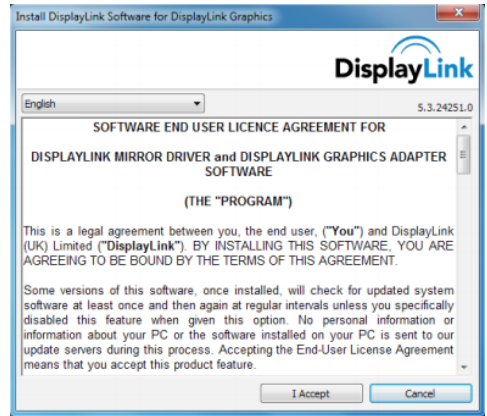 Install DisplayLink Software for DisplayLink Graphics
DisplayLink
English
5.3.24251.0
SOFTWARE END USER LICENCE AGREEMENT FOR
DISPLAYLINK MIRROR DRIVER and DISPLAYLINK GRAPHICS ADAPTER
SOFTWARE
(THE "PROGRAM")
This is a legal agreement between you, the end user, ("You") and DisplayLink
(UK) Limited ("DisplayLink"). BY INSTALLING THIS SOFTWARE, YOU ARE
AGREEING TO BE BOUND BY THE TERMS OF THIS AGREEMENT.
Some versions of this software, once installed, will check for updated system
software at least once and then again at regular intervals unless you specifically
disabled this feature when given this option. No personal information or
information about your PC or the software installed on your PC is sent to our
update servers during this process. Accepting the End-User License Agreement
means that you accept this product feature.
I Accept
Cancel